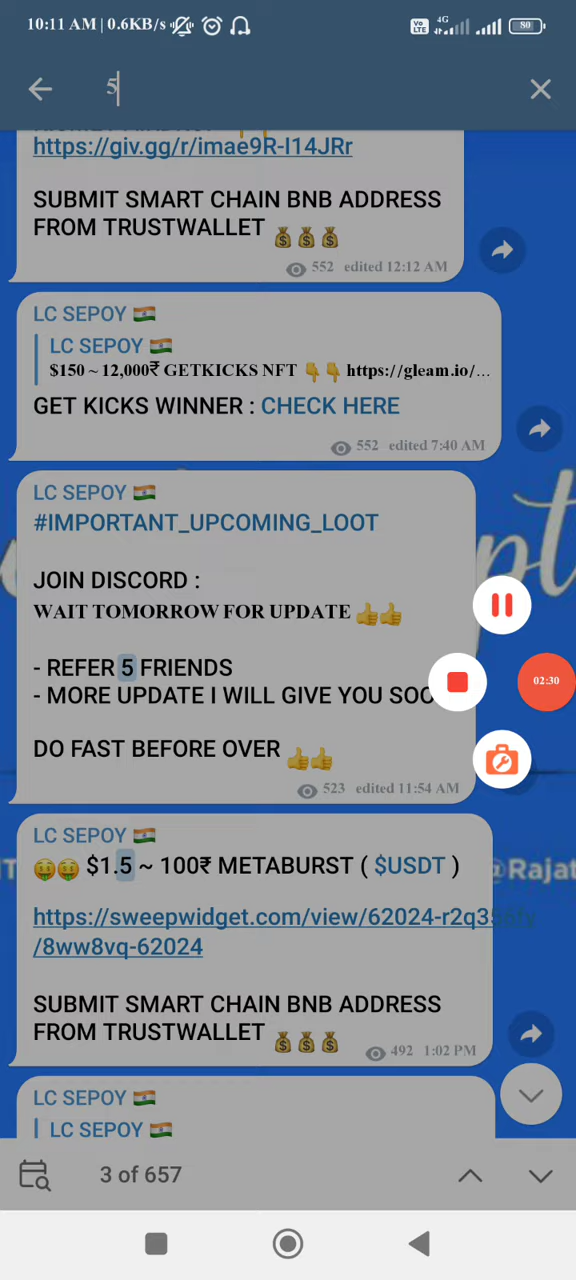 10:11 AM | 0.6KB/s
Vo LTE 4G 80
5
https://giv.gg/r/imae9R-I14JRr
SUBMIT SMART CHAIN BNB ADDRESS
FROM TRUSTWALLET 💰💰💰
552 edited 12:12 AM
LC SEPOY 🇮🇳
LC SEPOY 🇮🇳
$150 ~ 12,000₹ GETKICKS NFT 👇👇 https://gleam.io/...
GET KICKS WINNER : CHECK HERE
552 edited 7:40 AM
LC SEPOY 🇮🇳
#IMPORTANT_UPCOMING_LOOT
JOIN DISCORD :
WAIT TOMORROW FOR UPDATE 👍👍
- REFER 5 FRIENDS
- MORE UPDATE I WILL GIVE YOU SOO
02:30
DO FAST BEFORE OVER 👍👍
523 edited 11:54 AM
LC SEPOY 🇮🇳
🤑🤑 $1.5 ~ 100₹ METABURST ( $USDT )
@Rajat
https://sweepwidget.com/view/62024-r2q3
/8ww8vq-62024
SUBMIT SMART CHAIN BNB ADDRESS
FROM TRUSTWALLET 💰💰💰
492 1:02 PM
LC SEPOY 🇮🇳
LC SEPOY 🇮🇳
3 of 657